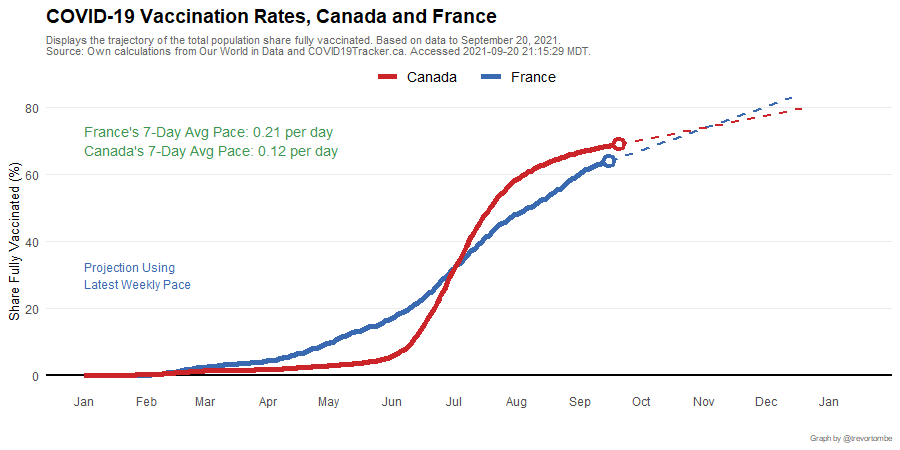 COVID-19 Vaccination Rates, Canada and France
Displays the trajectory of the total population share fully vaccinated. Based on data to September 20, 2021.
Source: Own calculations from Our World in Data and COVID19Tracker.ca. Accessed 2021-09-20 21:15:29 MDT.
Canada France
80
France's 7-Day Avg Pace: 0.21 per day
Canada's 7-Day Avg Pace: 0.12 per day
60
Share Fully Vaccinated (%)
40
Projection Using
Latest Weekly Pace
20
0
Jan Feb Mar Apr May Jun Jul Aug Sep Oct Nov Dec Jan
Graph by @trevortombe